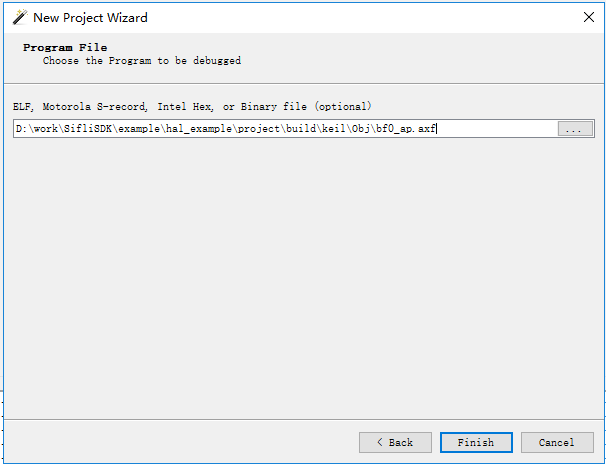 New Project Wizard
Program File
Choose the Program to be debugged
ELF, Motorola S-record, Intel Hex, or Binary file (optional)
D:\work\SifliSDK\example\hal_example\project\build\keil\Obj\bf0_ap.axf
...
< Back
Finish
Cancel